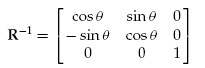 R⁻¹ = [ cos θ sin θ 0
− sin θ cos θ 0
0 0 1 ]